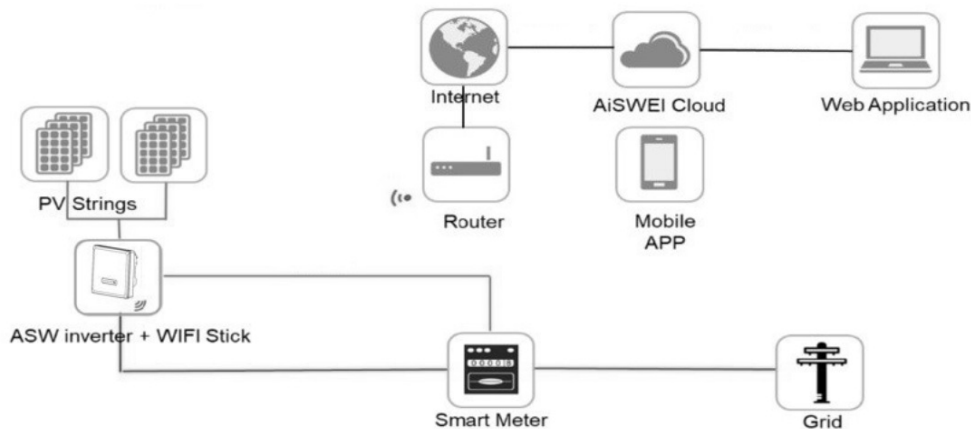 Internet
AiSWEI Cloud
Web Application
PV Strings
Router
Mobile
APP
ASW inverter + WIFI Stick
Smart Meter
Grid